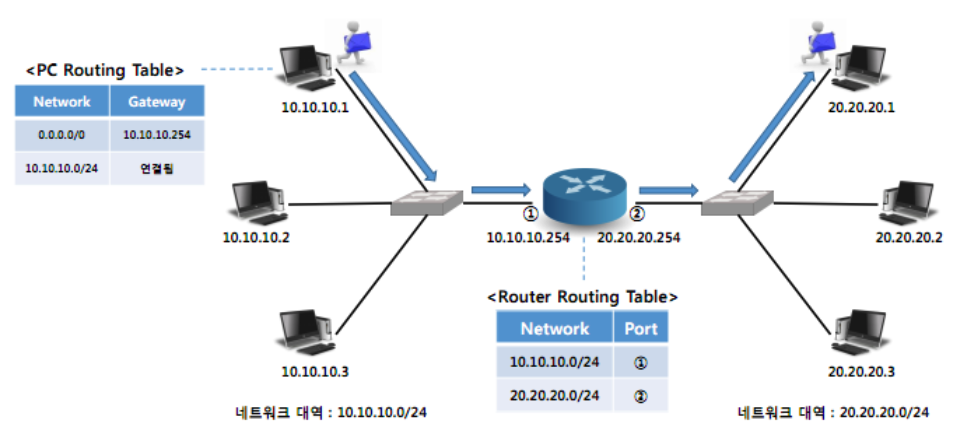 <PC Routing Table>
Network Gateway
0.0.0.0/0 10.10.10.254
10.10.10.0/24 연결됨
10.10.10.1
20.20.20.1
10.10.10.2
① ②
10.10.10.254 20.20.20.254
20.20.20.2
<Router Routing Table>
Network Port
10.10.10.0/24 ①
20.20.20.0/24 ②
10.10.10.3
20.20.20.3
네트워크 대역 : 10.10.10.0/24
네트워크 대역 : 20.20.20.0/24